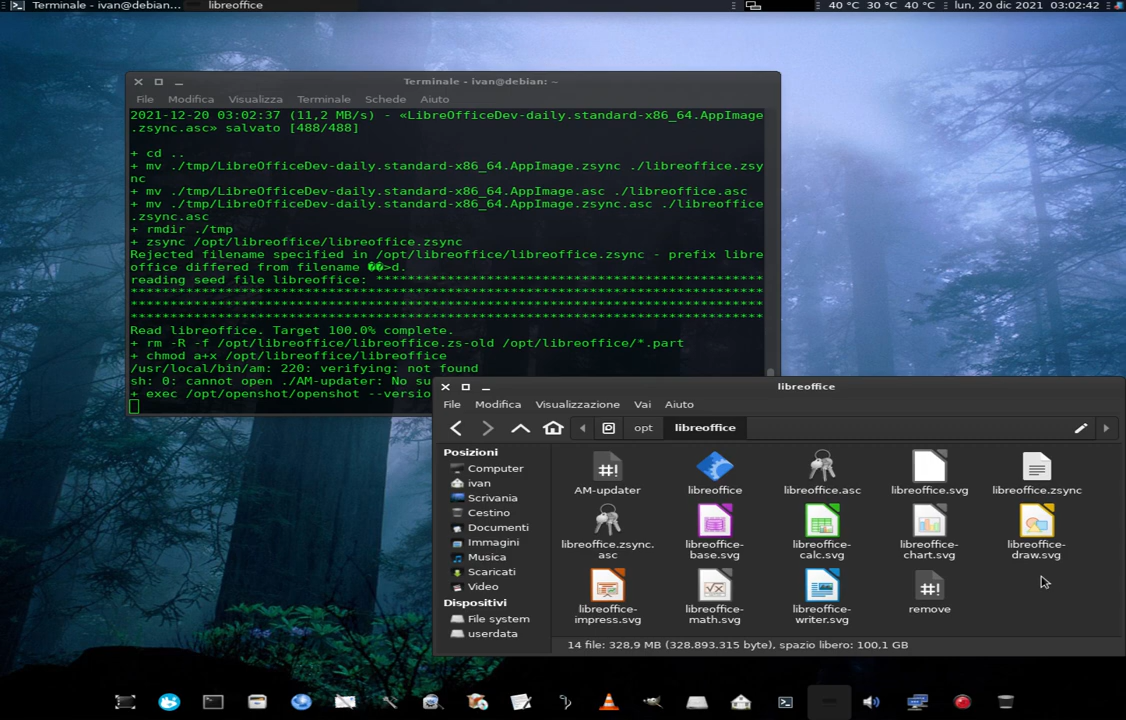 Terminale - ivan@debian...
libreoffice
40 °C 30 °C 40 °C
lun, 20 dic 2021
03:02:42
Terminale - ivan@debian: ~
File Modifica Visualizza Terminale Schede Aiuto
2021-12-20 03:02:37 (11,2 MB/s) - «LibreOfficeDev-daily.standard-x86_64.AppImage
.zsync.asc» salvato [488/488]
+ cd ..
+ mv ./tmp/LibreOfficeDev-daily.standard-x86_64.AppImage.zsync ./libreoffice.zsy
nc
+ mv ./tmp/LibreOfficeDev-daily.standard-x86_64.AppImage.asc ./libreoffice.asc
+ mv ./tmp/LibreOfficeDev-daily.standard-x86_64.AppImage.zsync.asc ./libreoffice
.zsync.asc
+ rmdir ./tmp
+ zsync /opt/libreoffice/libreoffice.zsync
Rejected filename specified in /opt/libreoffice/libreoffice.zsync - prefix libre
office differed from filename ��>d.
reading seed file libreoffice: *************************************************
********************************************************************************
********************************************************************************
********************************************************************************
Read libreoffice. Target 100.0% complete.
+ rm -R -f /opt/libreoffice/libreoffice.zs-old /opt/libreoffice/*.part
+ chmod a+x /opt/libreoffice/libreoffice
/usr/local/bin/am: 220: verifying: not found
sh: 0: cannot open ./AM-updater: No su
+ exec /opt/openshot/openshot --versio
libreoffice
File Modifica Visualizzazione Vai Aiuto
opt libreoffice
Posizioni
Computer
ivan
Scrivania
Cestino
Documenti
Immagini
Musica
Scaricati
Video
Dispositivi
File system
userdata
#!
AM-updater
libreoffice
libreoffice.asc
libreoffice.svg
libreoffice.zsync
libreoffice.zsync.
asc
libreoffice-
base.svg
libreoffice-
calc.svg
libreoffice-
chart.svg
libreoffice-
draw.svg
libreoffice-
impress.svg
libreoffice-
math.svg
libreoffice-
writer.svg
#!
remove
14 file: 328,9 MB (328.893.315 byte), spazio libero: 100,1 GB